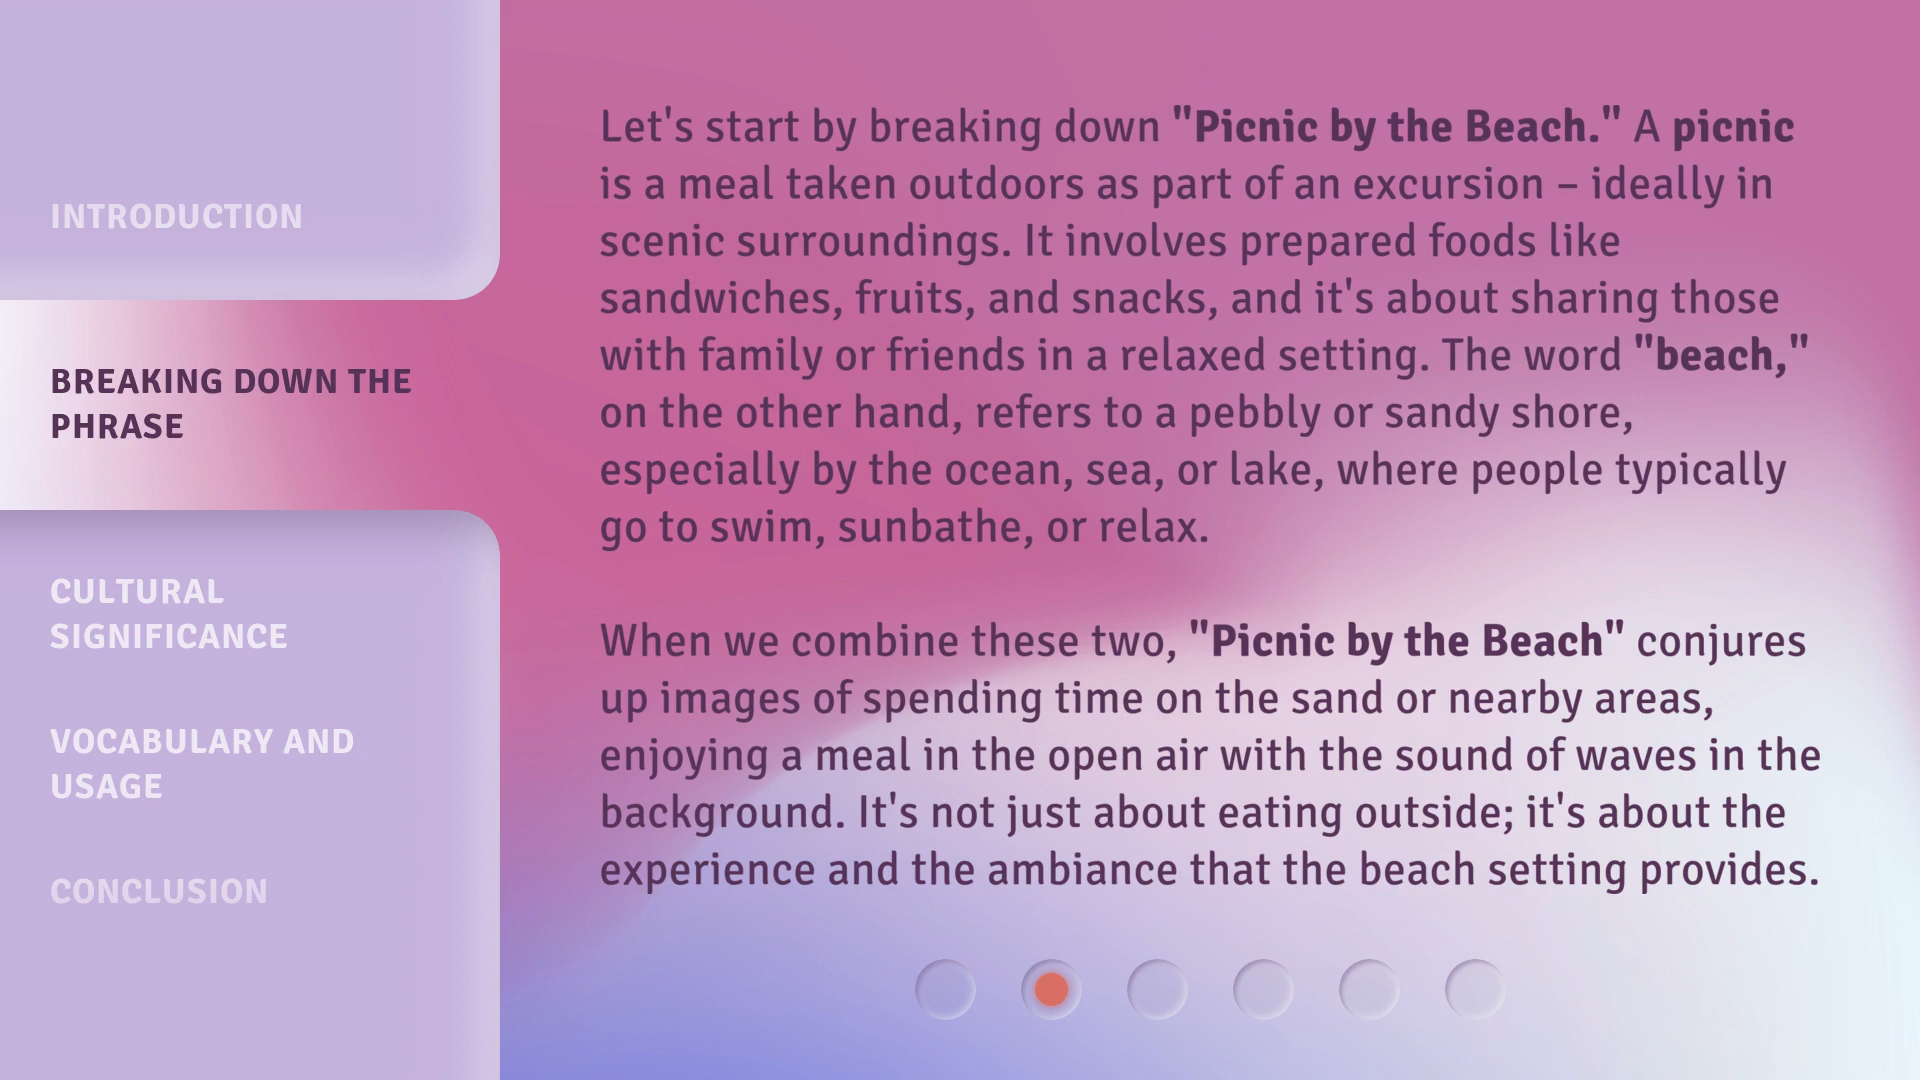 INTRODUCTION
BREAKING DOWN THE
PHRASE
CULTURAL
SIGNIFICANCE
VOCABULARY AND
USAGE
CONCLUSION
Let's start by breaking down "Picnic by the Beach." A picnic
is a meal taken outdoors as part of an excursion – ideally in
scenic surroundings. It involves prepared foods like
sandwiches, fruits, and snacks, and it's about sharing those
with family or friends in a relaxed setting. The word "beach,"
on the other hand, refers to a pebbly or sandy shore,
especially by the ocean, sea, or lake, where people typically
go to swim, sunbathe, or relax.
When we combine these two, "Picnic by the Beach" conjures
up images of spending time on the sand or nearby areas,
enjoying a meal in the open air with the sound of waves in the
background. It's not just about eating outside; it's about the
experience and the ambiance that the beach setting provides.